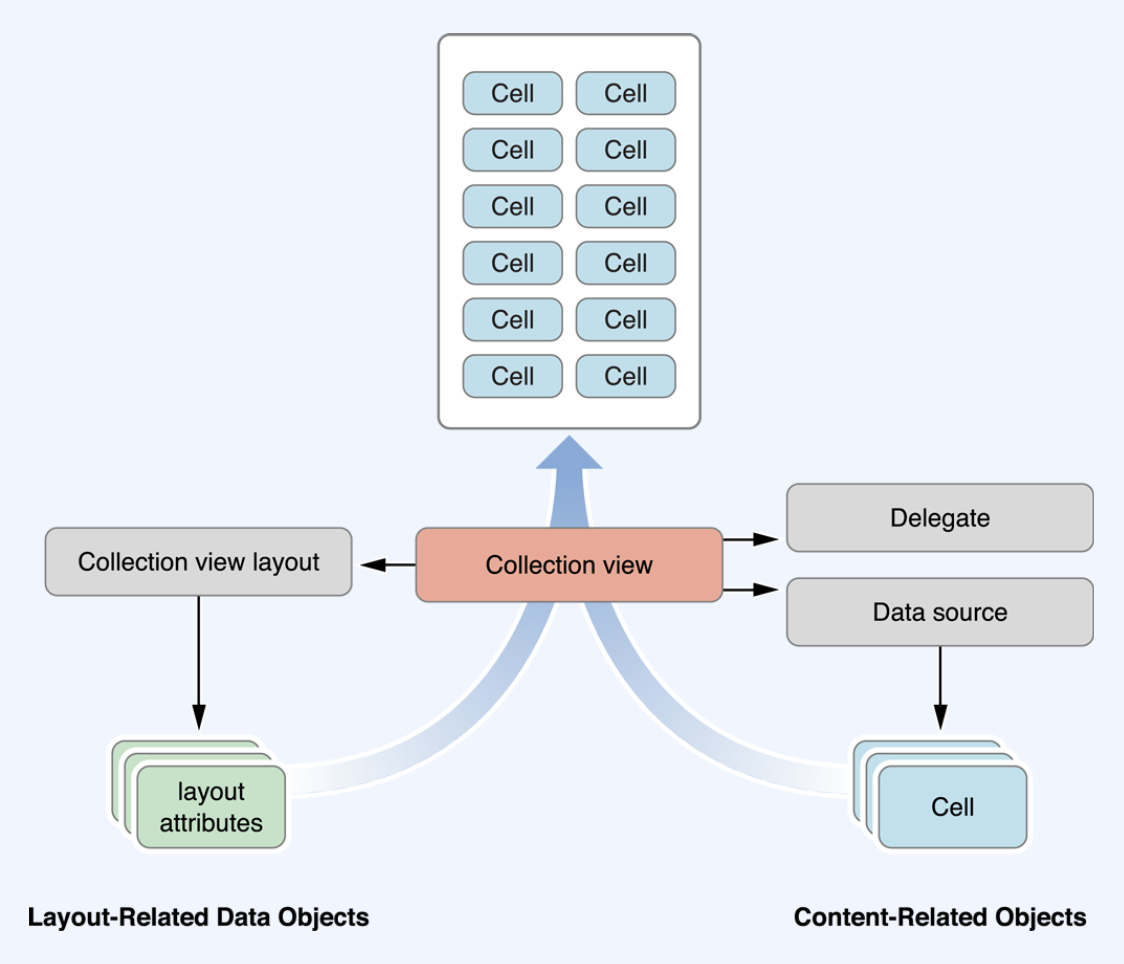 Cell Cell
Cell Cell
Cell Cell
Cell Cell
Cell Cell
Cell Cell
Delegate
Collection view layout
Collection view
Data source
layout
attributes
Cell
Layout-Related Data Objects
Content-Related Objects